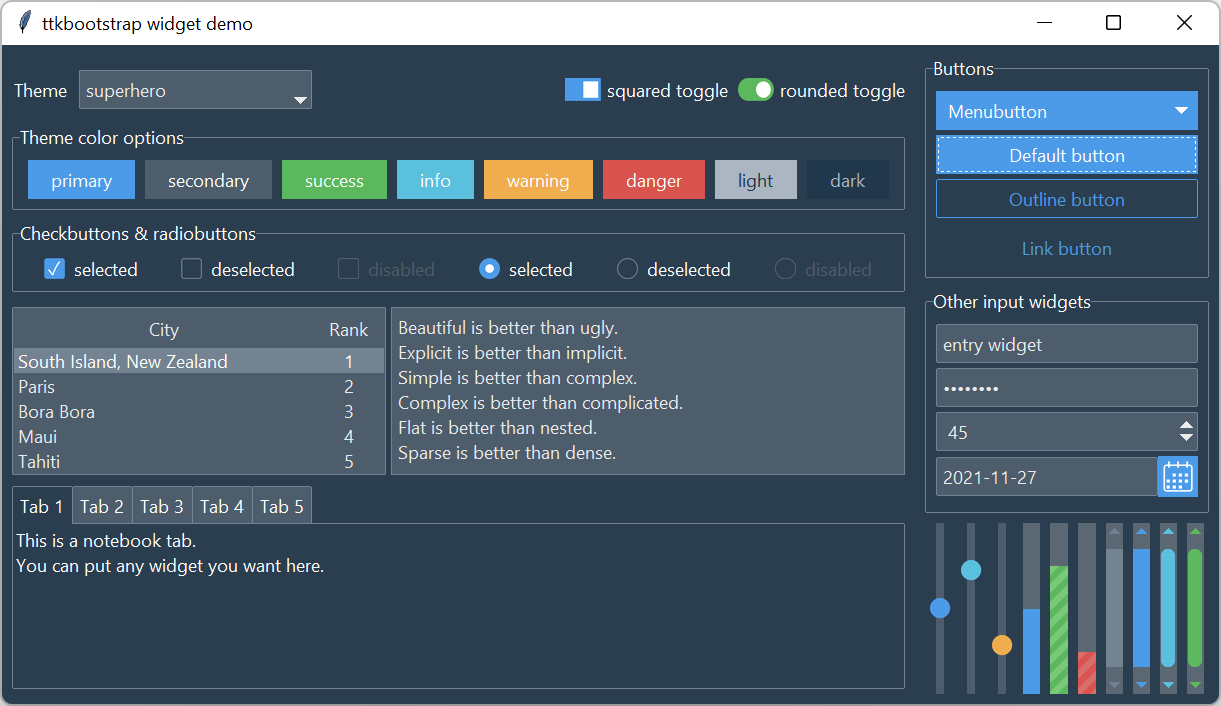 ttkbootstrap widget demo
Theme superhero squared toggle rounded toggle
Theme color options
primary secondary success info warning danger light dark
Checkbuttons & radiobuttons
selected deselected disabled selected deselected disabled
City Rank
South Island, New Zealand 1
Paris 2
Bora Bora 3
Maui 4
Tahiti 5
Beautiful is better than ugly.
Explicit is better than implicit.
Simple is better than complex.
Complex is better than complicated.
Flat is better than nested.
Sparse is better than dense.
Tab 1 Tab 2 Tab 3 Tab 4 Tab 5
This is a notebook tab.
You can put any widget you want here.
Buttons
Menubutton
Default button
Outline button
Link button
Other input widgets
entry widget
••••••••
45
2021-11-27